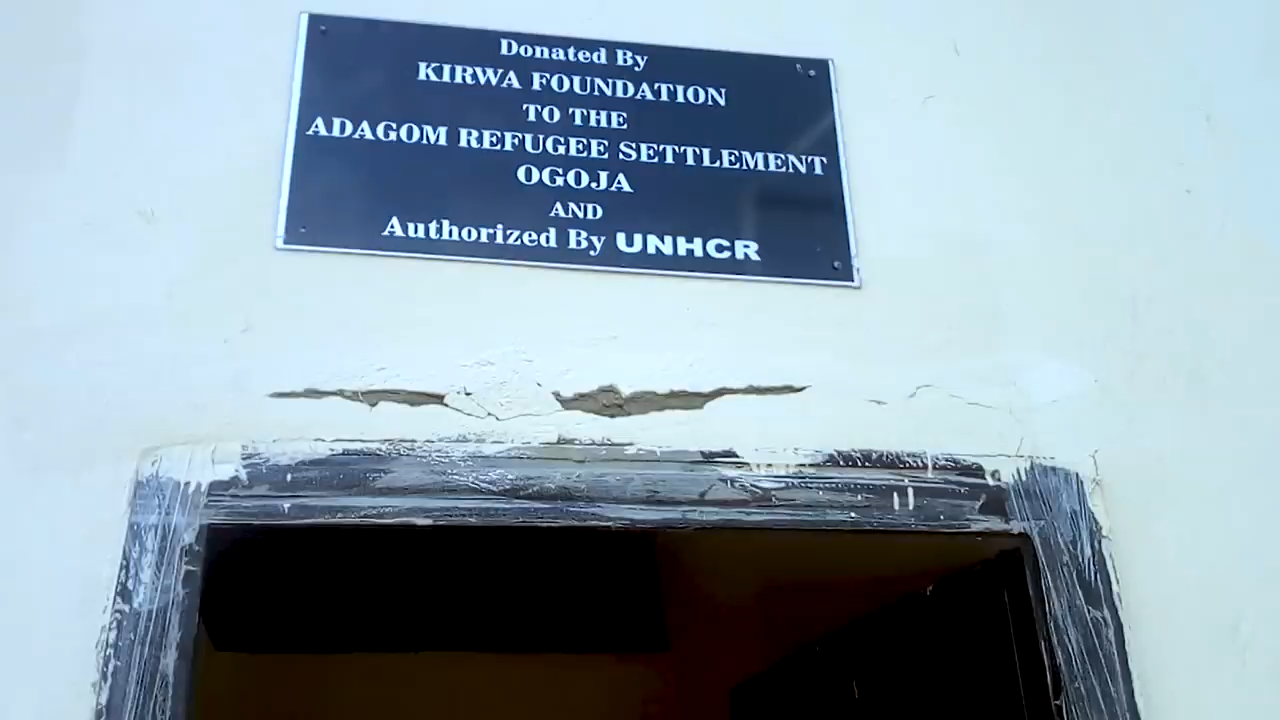 Donated By
KIRWA FOUNDATION
TO THE
ADAGOM REFUGEE SETTLEMENT
OGOJA
AND
Authorized By UNHCR